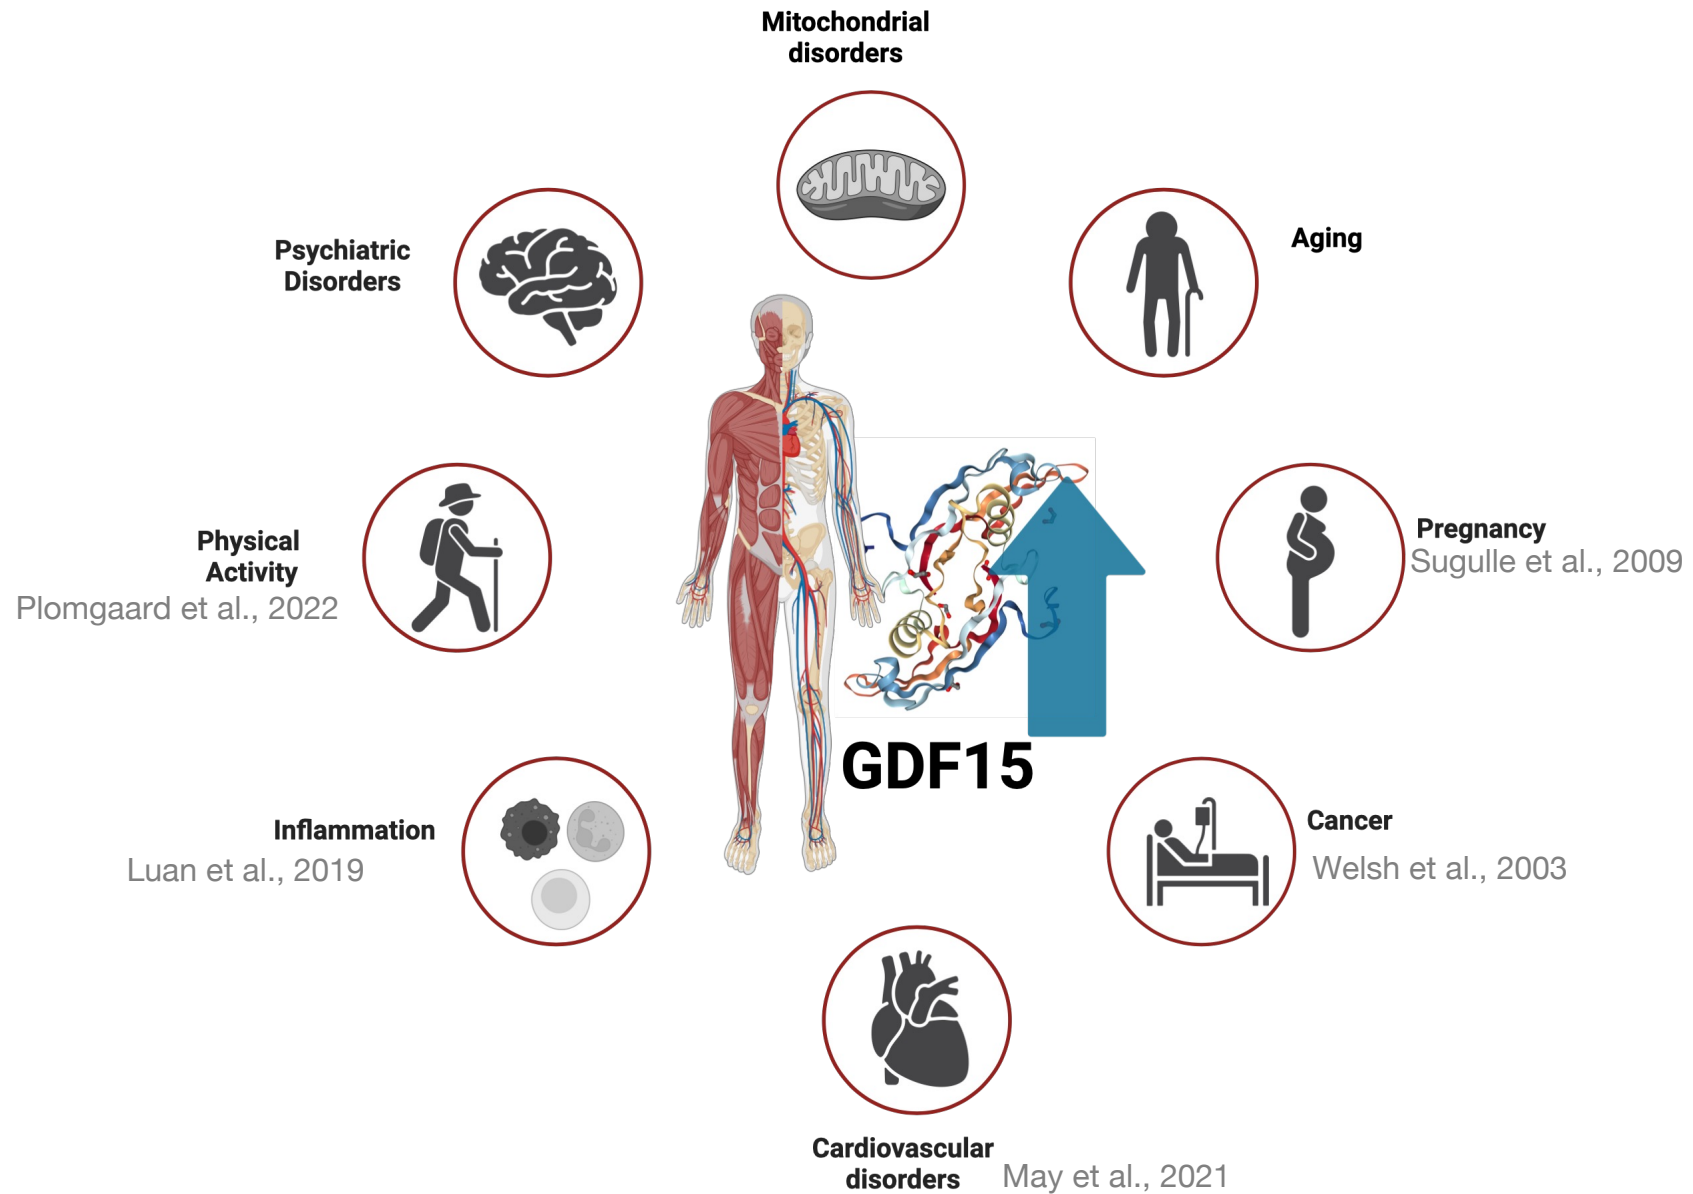 Mitochondrial
disorders
Psychiatric
Disorders
Aging
Physical
Activity
Plomgaard et al., 2022
Pregnancy
Sugulle et al., 2009
GDF15
Inflammation
Luan et al., 2019
Cancer
Welsh et al., 2003
Cardiovascular
disorders
May et al., 2021